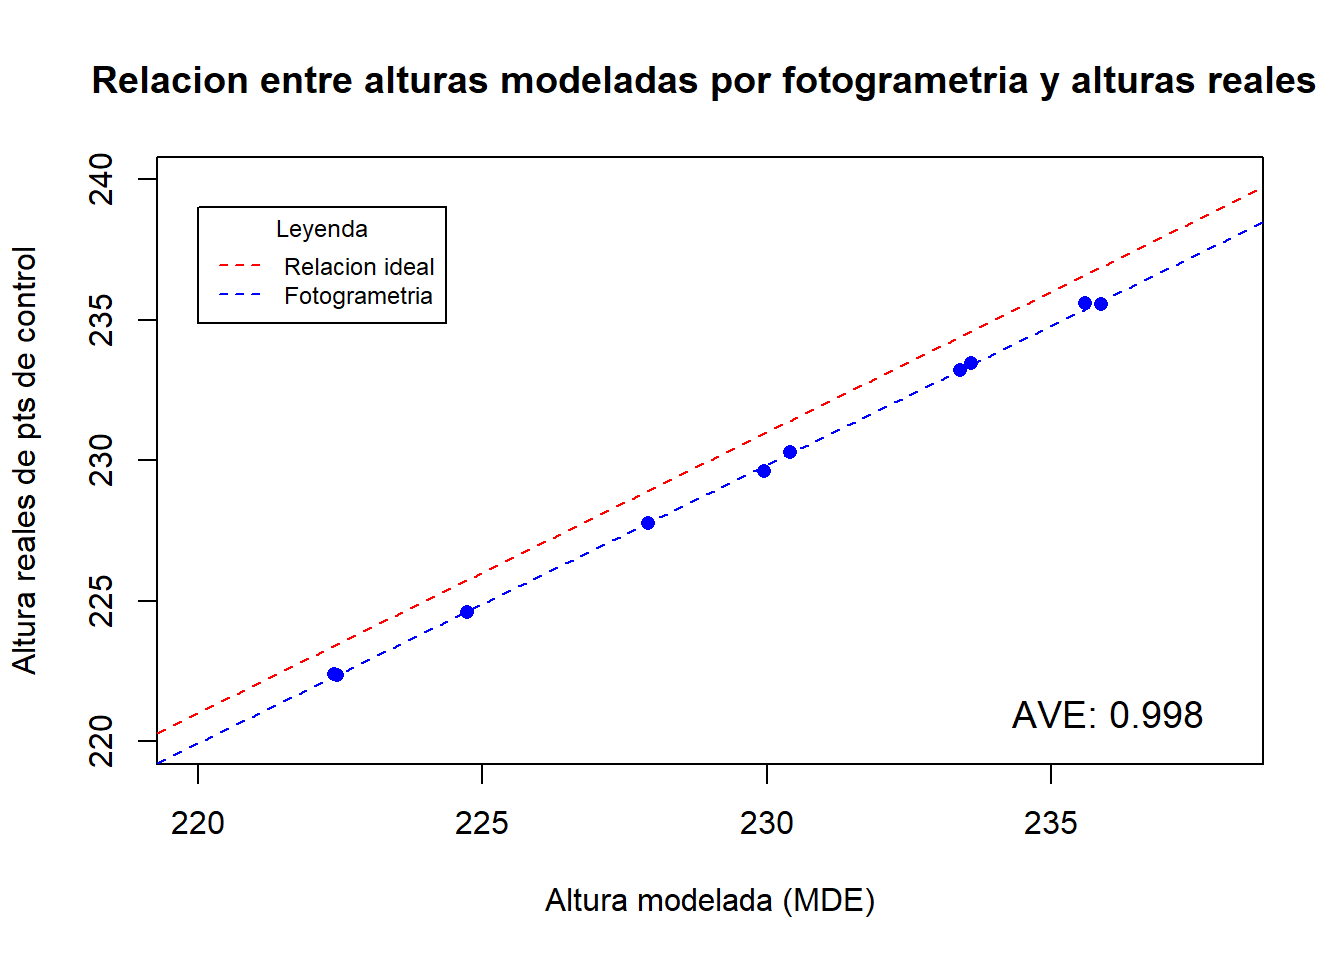 Relacion entre alturas modeladas por fotogrametria y alturas reales
Altura reales de pts de control
240
235
230
225
220
Leyenda
Relacion ideal
Fotogrametria
AVE: 0.998
220 225 230 235
Altura modelada (MDE)